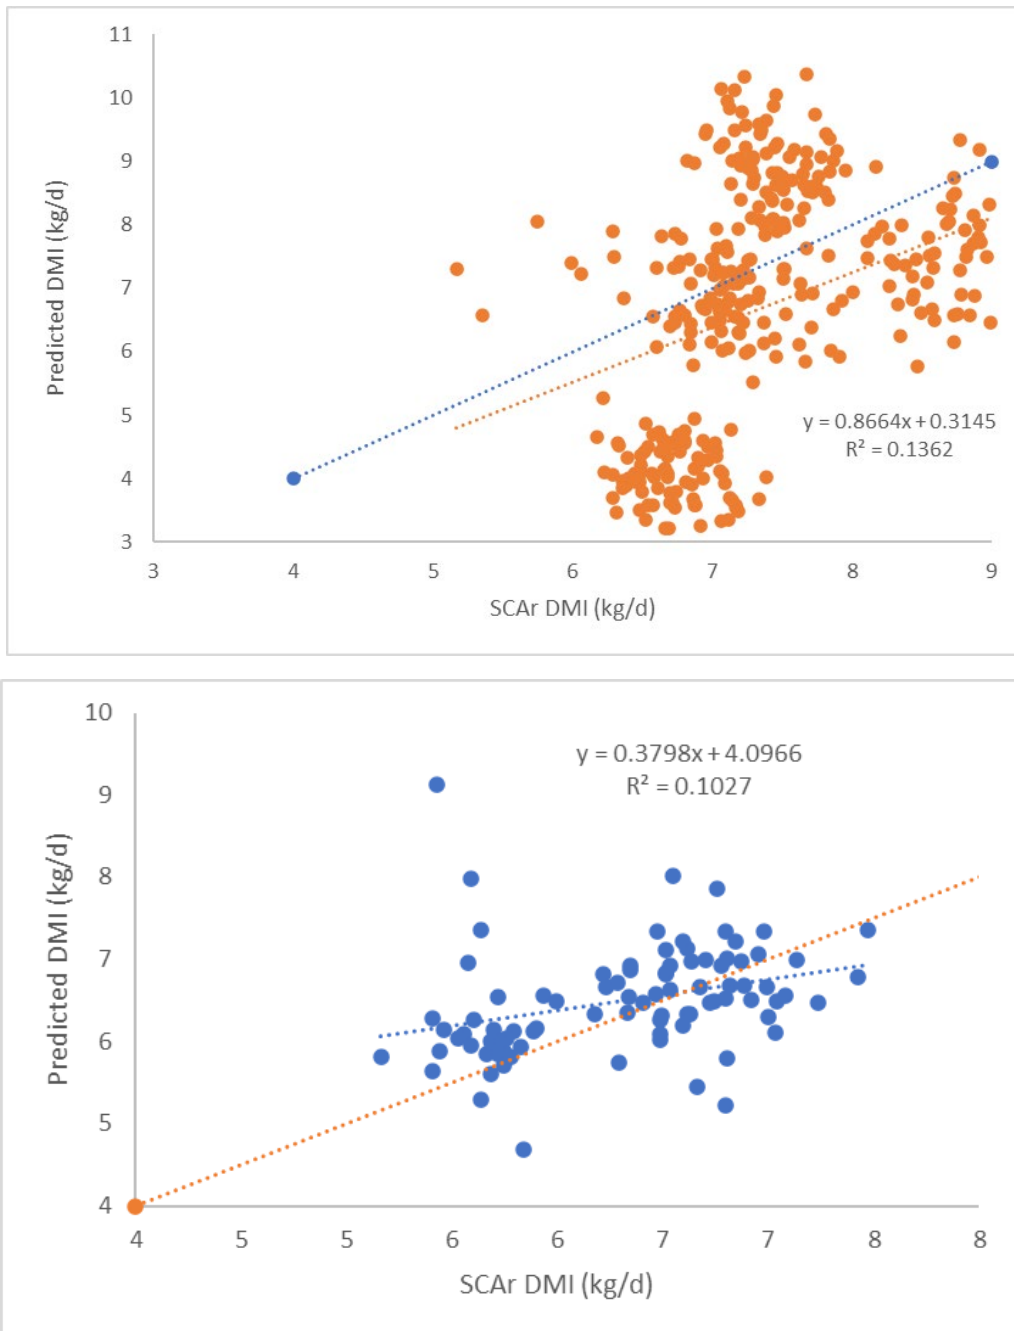 11
10
9
8
7
6
5
4
3
Predicted DMI (kg/d)
y = 0.8664x + 0.3145
R² = 0.1362
3 4 5 6 7 8 9
SCAr DMI (kg/d)
10
9
8
7
6
5
4
Predicted DMI (kg/d)
y = 0.3798x + 4.0966
R² = 0.1027
4 5 5 6 6 7 7 8 8
SCAr DMI (kg/d)